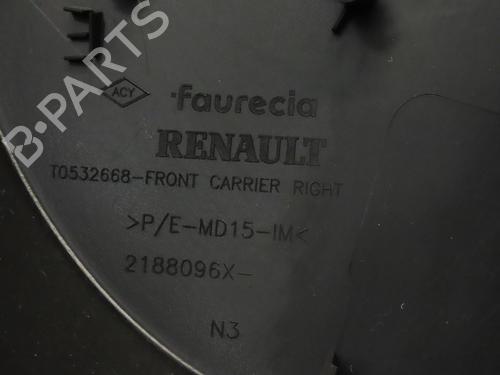 B-PARTS
ACY
faurecia
RENAULT
T0532668-FRONT CARRIER RIGHT
>P/E-MD15-IM<
2188096X-
N3